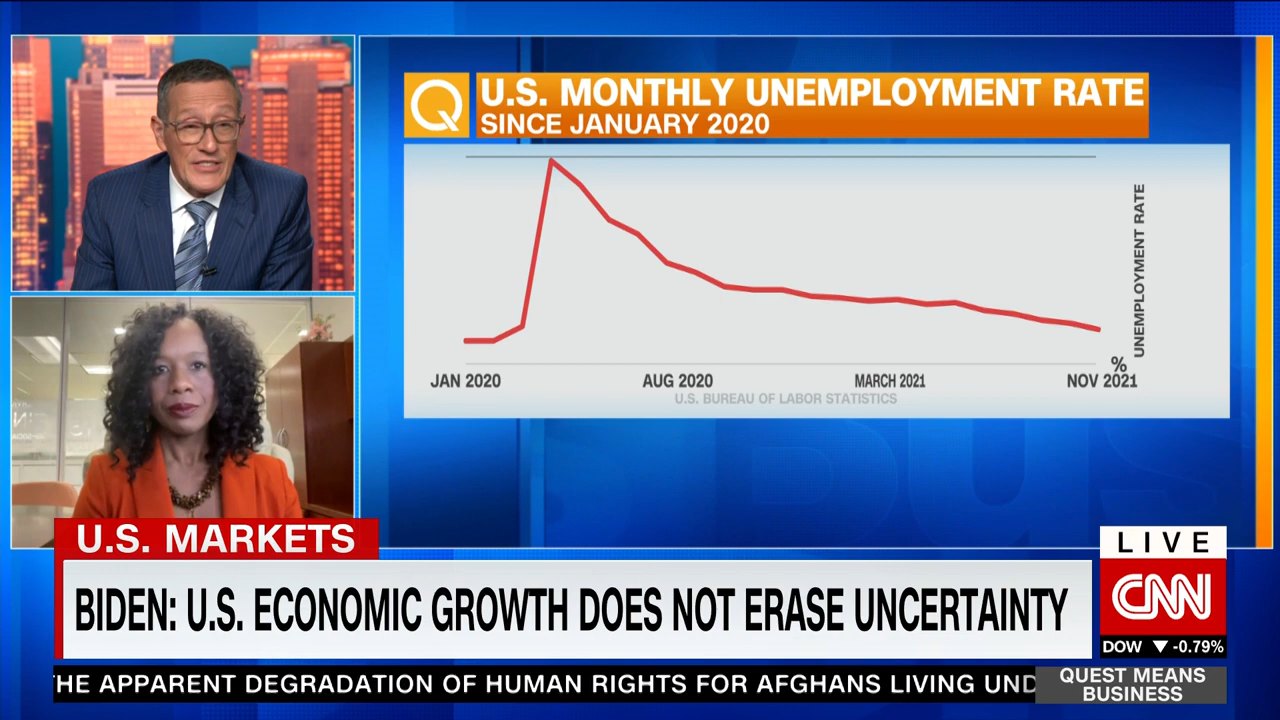 Q
U.S. MONTHLY UNEMPLOYMENT RATE
SINCE JANUARY 2020
UNEMPLOYMENT RATE
%
JAN 2020 AUG 2020 MARCH 2021 NOV 2021
U.S. BUREAU OF LABOR STATISTICS
U.S. MARKETS
BIDEN: U.S. ECONOMIC GROWTH DOES NOT ERASE UNCERTAINTY
LIVE
CNN
DOW ▼ -0.79%
HE APPARENT DEGRADATION OF HUMAN RIGHTS FOR AFGHANS LIVING UND
QUEST MEANS
BUSINESS